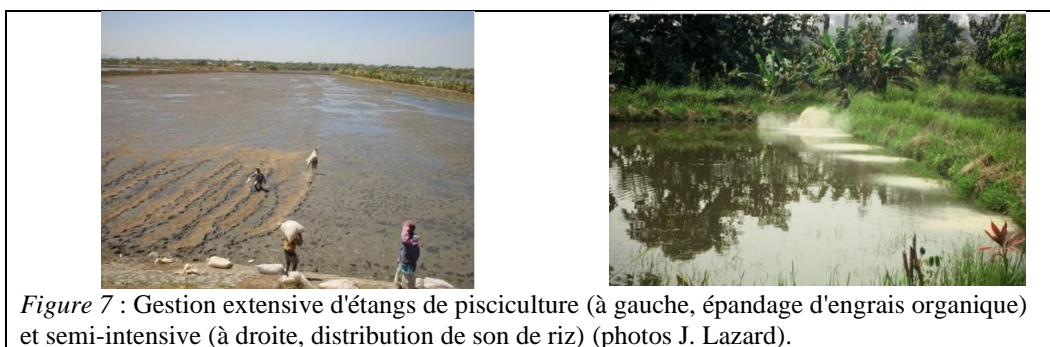 Figure 7 : Gestion extensive d'étangs de pisciculture (à gauche, épandage d'engrais organique)
et semi-intensive (à droite, distribution de son de riz) (photos J. Lazard).